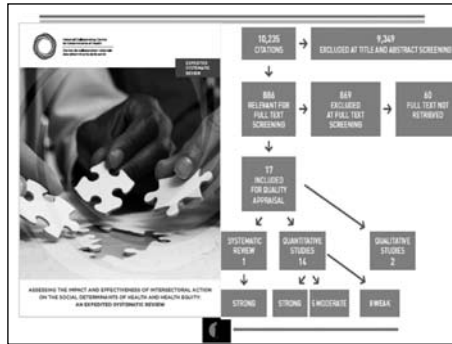 EXPEDITED
SYSTEMATIC
REVIEW
ASSESSING THE IMPACT AND EFFECTIVENESS OF INTERSECTORAL ACTION
ON THE SOCIAL DETERMINANTS OF HEALTH AND HEALTH EQUITY:
AN EXPEDITED SYSTEMATIC REVIEW
10,235
CITATIONS
9,349
EXCLUDED AT TITLE AND ABSTRACT SCREENING
886
RELEVANT FOR
FULL TEXT
SCREENING
869
EXCLUDED
AT FULL TEXT
SCREENING
60
FULL TEXT NOT
RETRIEVED
17
INCLUDED
FOR QUALITY
APPRAISAL
SYSTEMATIC
REVIEW
1
QUANTITATIVE
STUDIES
14
QUALITATIVE
STUDIES
2
STRONG
STRONG
MODERATE
WEAK